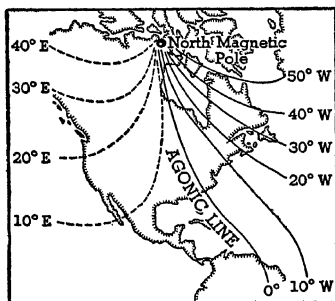 40° E
North Magnetic
Pole
50° W
30° E
40° W
30° W
20° E
20° W
AGONIC LINE
10° E
10° W
0°